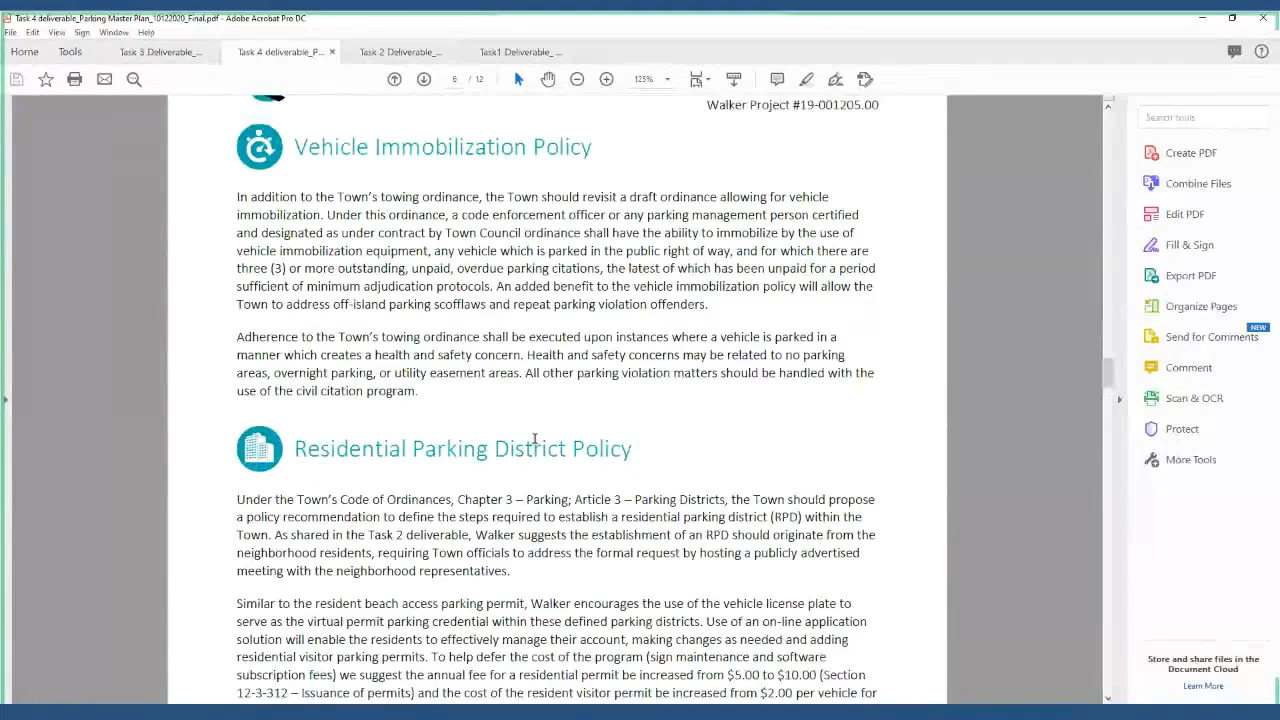 Task 4 deliverable_Parking Master Plan_10122020_Final.pdf - Adobe Acrobat Pro DC
File Edit View Sign Window Help
Home Tools Task 3 Deliverable_... Task 4 deliverable_P... × Task 2 Deliverable_... Task1 Deliverable_ ...
6 / 12 125%
Walker Project #19-001205.00
Vehicle Immobilization Policy
In addition to the Town's towing ordinance, the Town should revisit a draft ordinance allowing for vehicle
immobilization. Under this ordinance, a code enforcement officer or any parking management person certified
and designated as under contract by Town Council ordinance shall have the ability to immobilize by the use of
vehicle immobilization equipment, any vehicle which is parked in the public right of way, and for which there are
three (3) or more outstanding, unpaid, overdue parking citations, the latest of which has been unpaid for a period
sufficient of minimum adjudication protocols. An added benefit to the vehicle immobilization policy will allow the
Town to address off-island parking scofflaws and repeat parking violation offenders.
Adherence to the Town's towing ordinance shall be executed upon instances where a vehicle is parked in a
manner which creates a health and safety concern. Health and safety concerns may be related to no parking
areas, overnight parking, or utility easement areas. All other parking violation matters should be handled with the
use of the civil citation program.
Residential Parking District Policy
Under the Town's Code of Ordinances, Chapter 3 – Parking; Article 3 – Parking Districts, the Town should propose
a policy recommendation to define the steps required to establish a residential parking district (RPD) within the
Town. As shared in the Task 2 deliverable, Walker suggests the establishment of an RPD should originate from the
neighborhood residents, requiring Town officials to address the formal request by hosting a publicly advertised
meeting with the neighborhood representatives.
Similar to the resident beach access parking permit, Walker encourages the use of the vehicle license plate to
serve as the virtual permit parking credential within these defined parking districts. Use of an on-line application
solution will enable the residents to effectively manage their account, making changes as needed and adding
residential visitor parking permits. To help defer the cost of the program (sign maintenance and software
subscription fees) we suggest the annual fee for a residential permit be increased from $5.00 to $10.00 (Section
12-3-312 – Issuance of permits) and the cost of the resident visitor permit be increased from $2.00 per vehicle for
Search tools
Create PDF
Combine Files
Edit PDF
Fill & Sign
Export PDF
Organize Pages
NEW
Send for Comments
Comment
Scan & OCR
Protect
More Tools
Store and share files in the
Document Cloud
Learn More